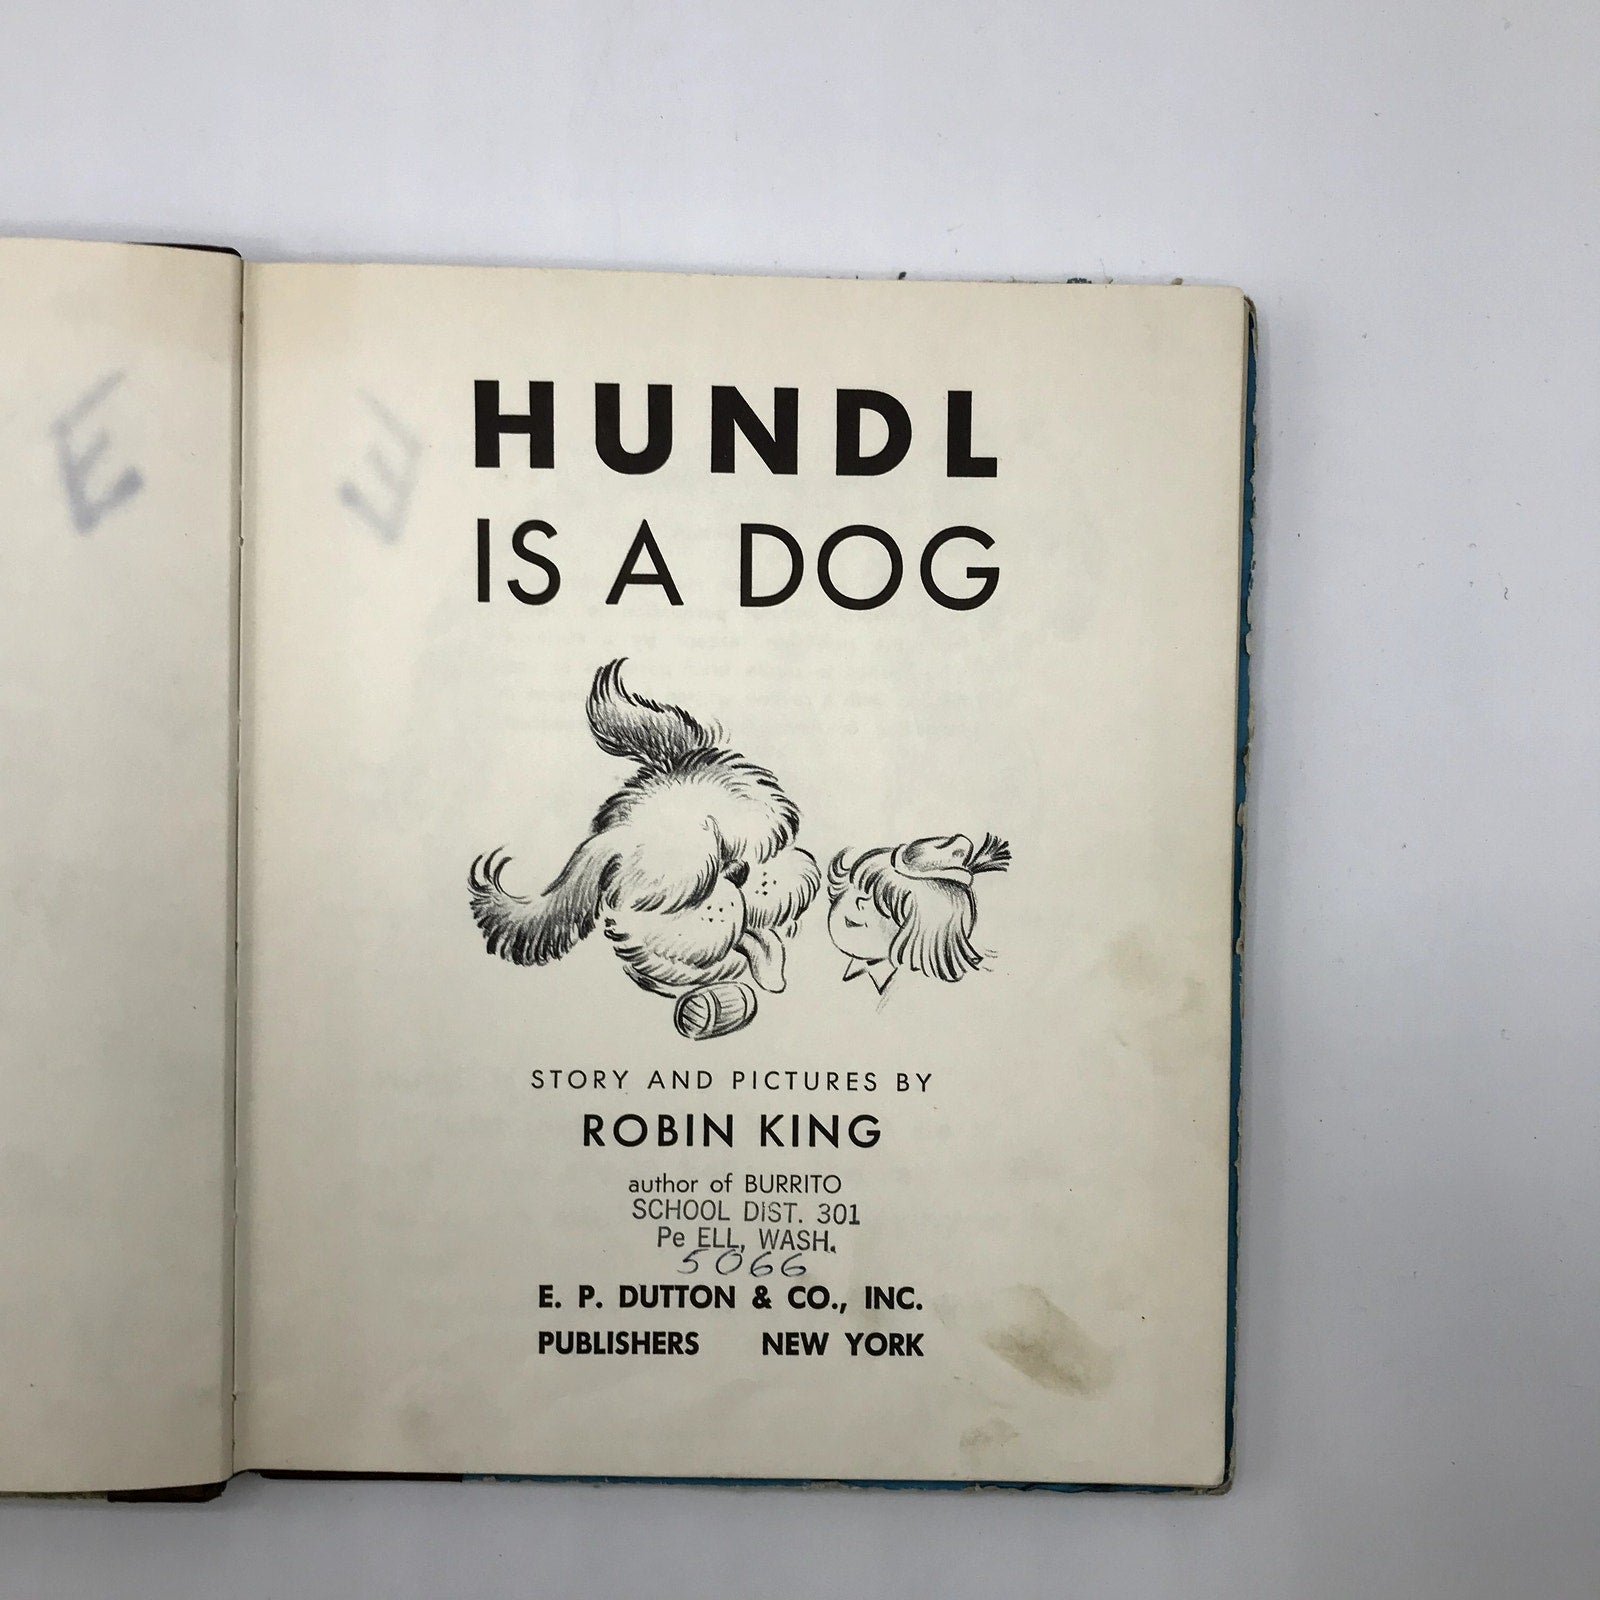 E
E
HUNDL
IS A DOG
STORY AND PICTURES BY
ROBIN KING
author of BURRITO
SCHOOL DIST. 301
Pe ELL, WASH.
5066
E. P. DUTTON & CO., INC.
PUBLISHERS NEW YORK